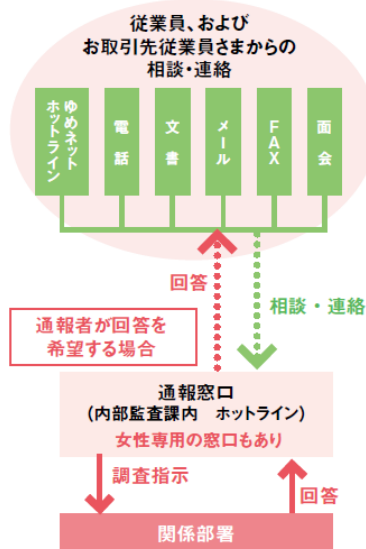 従業員、および
お取引先従業員さまからの
相談・連絡
ゆめネット
ホットライン
電話
文書
メール
FAX
面会
回答
相談・連絡
通報者が回答を
希望する場合
通報窓口
(内部監査課内　ホットライン)
女性専用の窓口もあり
調査指示
回答
関係部署